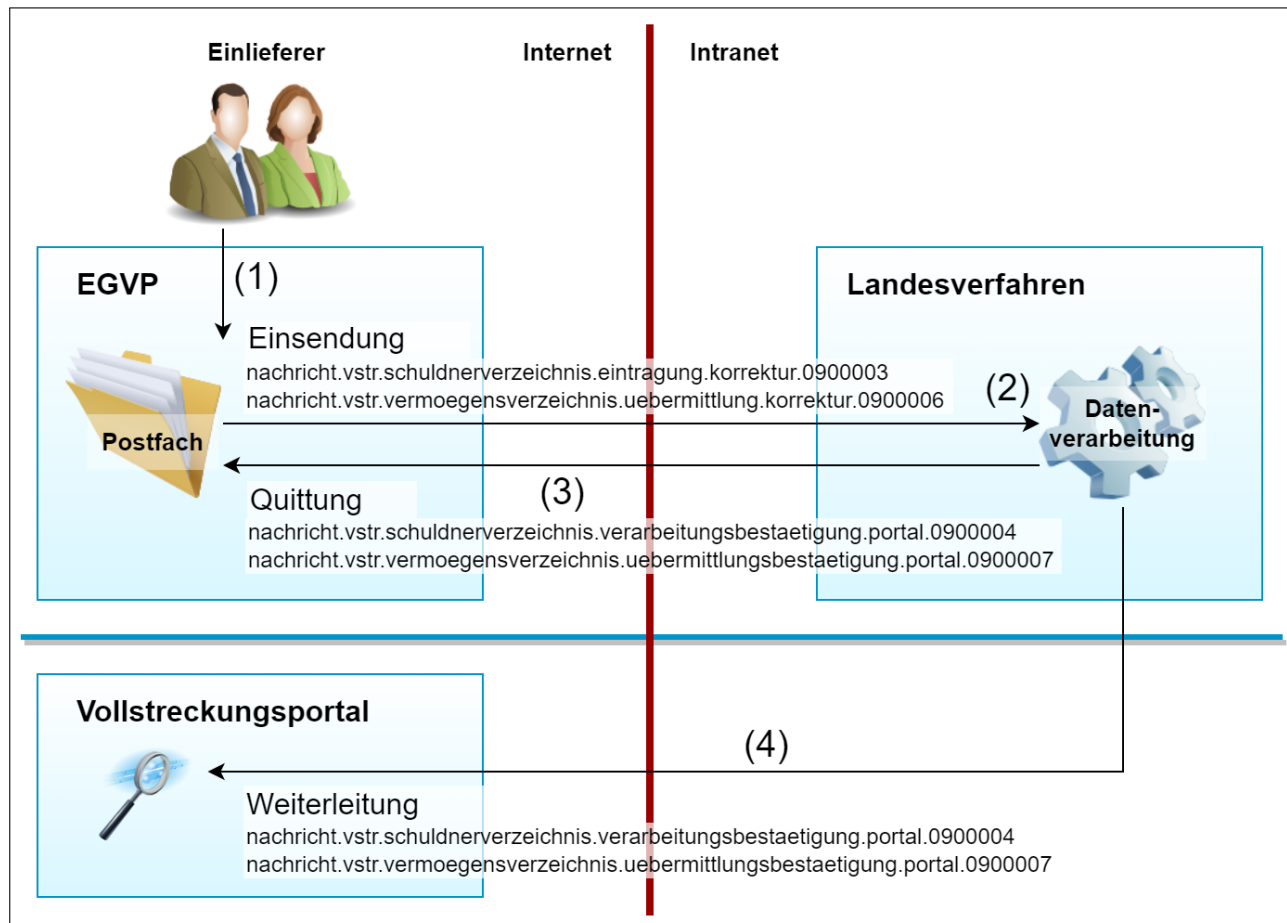 Einlieferer
Internet
Intranet
EGVP
(1)
Landesverfahren
Einsendung
nachricht.vstr.schuldnerverzeichnis.eintragung.korrektur.0900003
nachricht.vstr.vermoegensverzeichnis.uebermittlung.korrektur.0900006
(2)
Postfach
Daten-
verarbeitung
(3)
Quittung
nachricht.vstr.schuldnerverzeichnis.verarbeitungsbestaetigung.portal.0900004
nachricht.vstr.vermoegensverzeichnis.uebermittlungsbestaetigung.portal.0900007
Vollstreckungsportal
(4)
Weiterleitung
nachricht.vstr.schuldnerverzeichnis.verarbeitungsbestaetigung.portal.0900004
nachricht.vstr.vermoegensverzeichnis.uebermittlungsbestaetigung.portal.0900007